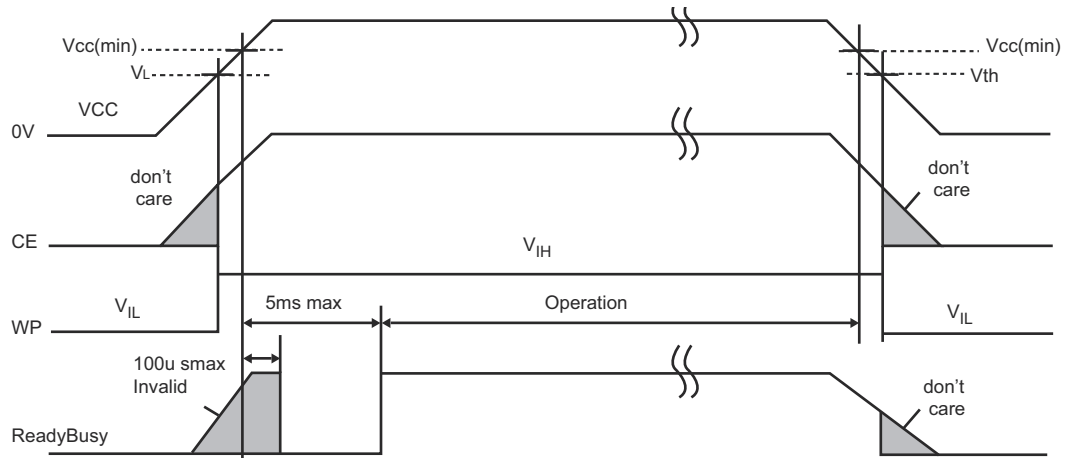 Vcc(min)
Vcc(min)
VL
Vth
VCC
0V
don't
care
don't
care
CE
VIH
5ms max
Operation
VIL
VIL
WP
100u smax
Invalid
don't
care
ReadyBusy